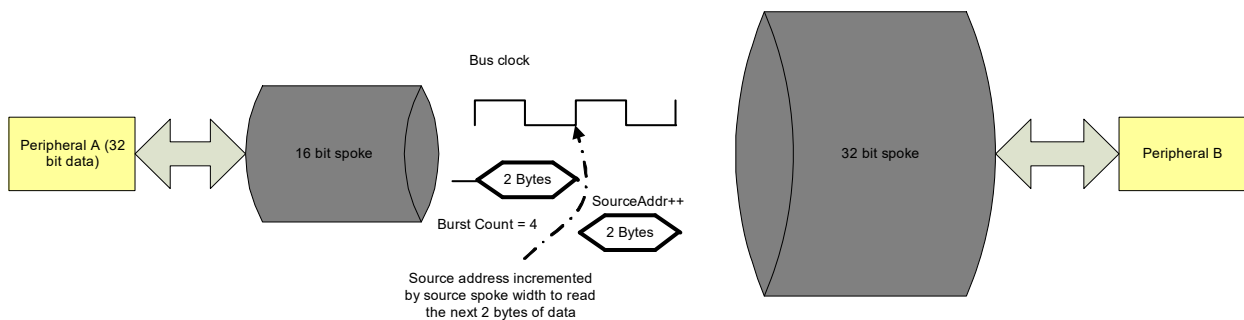 Bus clock
Peripheral A (32
bit data)
16 bit spoke
2 Bytes
Burst Count = 4
SourceAddr++
2 Bytes
Source address incremented
by source spoke width to read
the next 2 bytes of data
32 bit spoke
Peripheral B